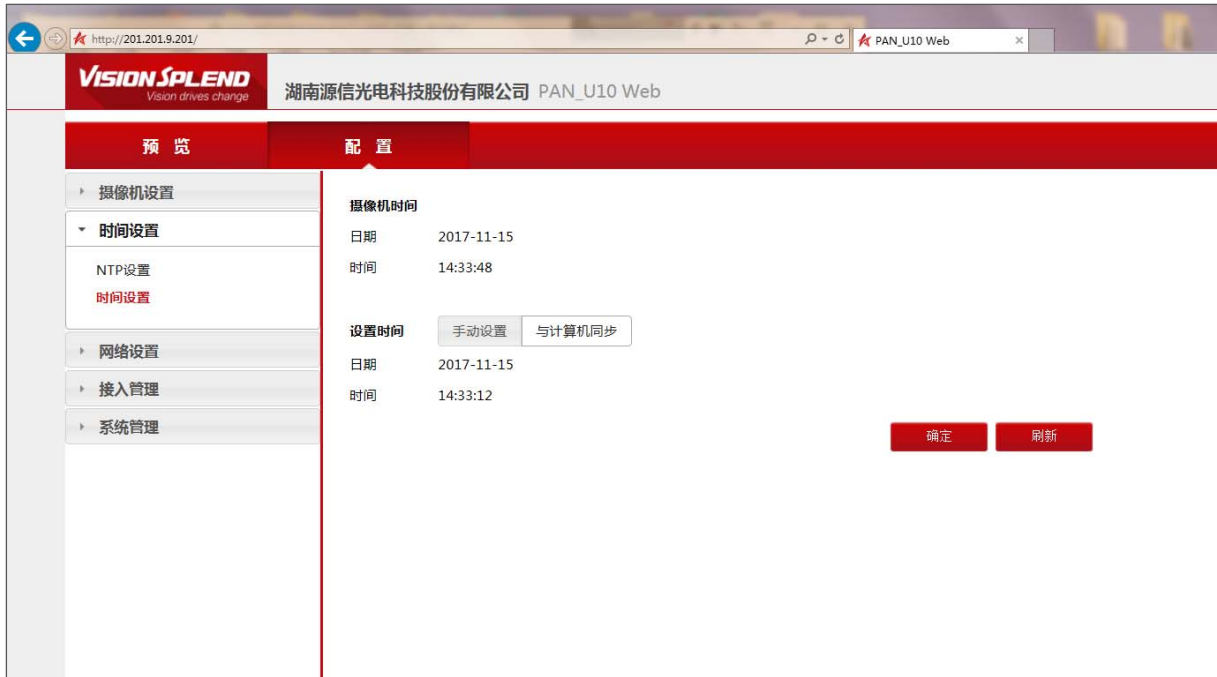 http://201.201.9.201/
PAN_U10 Web
VISION SPLEND
Vision drives change
湖南源信光电科技股份有限公司 PAN_U10 Web
预 览
配 置
摄像机设置
时间设置
NTP设置
时间设置
网络设置
接入管理
系统管理
摄像机时间
日期 2017-11-15
时间 14:33:48
设置时间 手动设置 与计算机同步
日期 2017-11-15
时间 14:33:12
确定 刷新